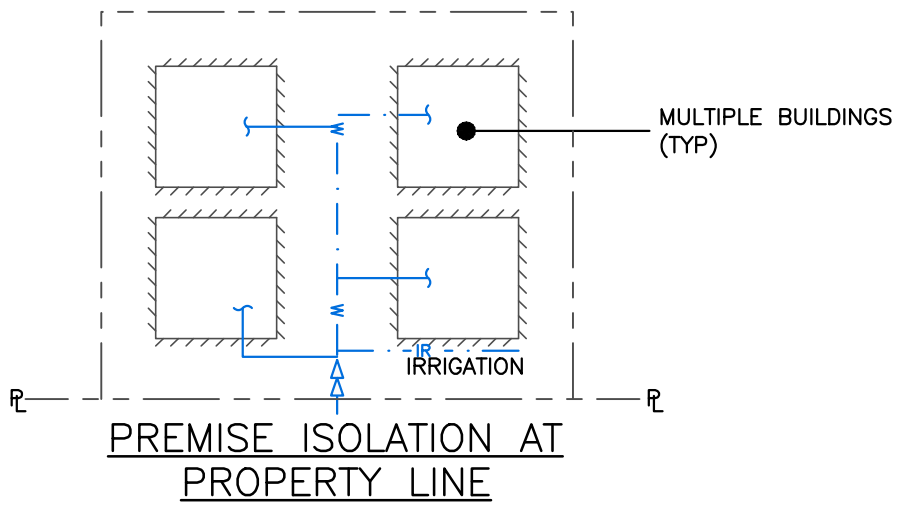 MULTIPLE BUILDINGS
(TYP)
W
W
IR
IRRIGATION
PL
PL
PREMISE ISOLATION AT
PROPERTY LINE